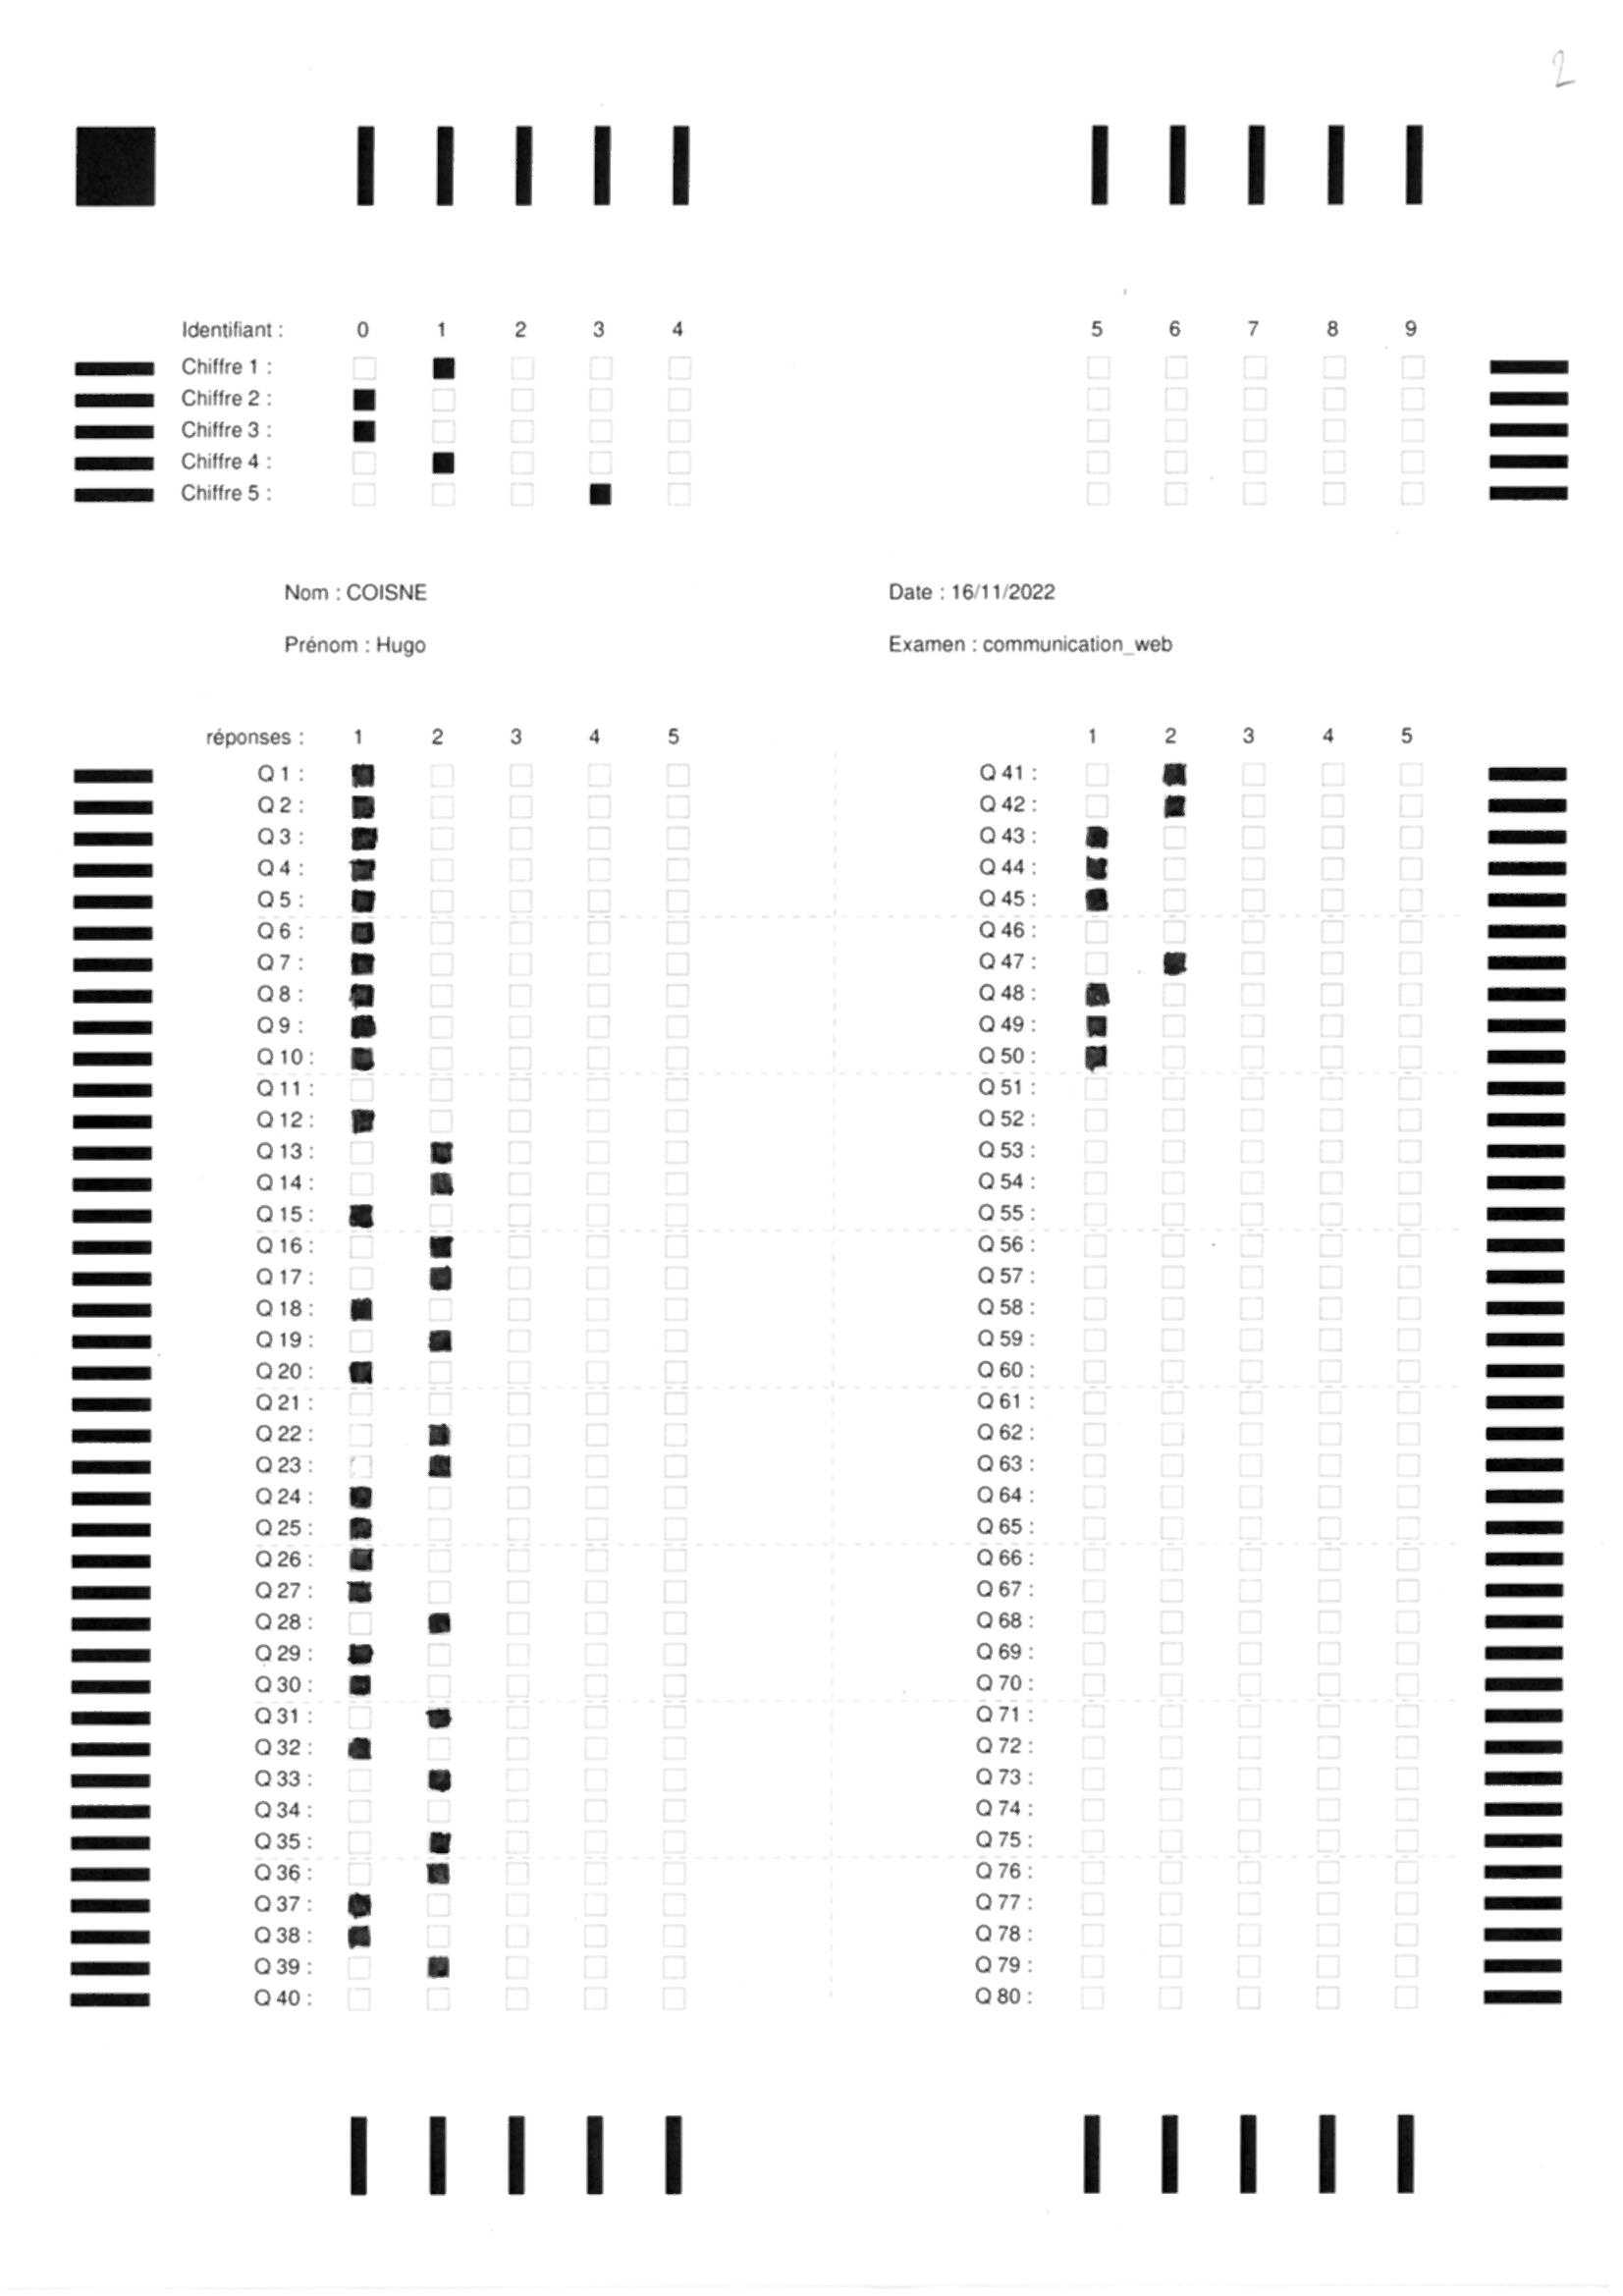 2
Identifiant : 0 1 2 3 4 5 6 7 8 9
Chiffre 1 :
Chiffre 2 :
Chiffre 3 :
Chiffre 4 :
Chiffre 5 :
Nom : COISNE Date : 16/11/2022
Prénom : Hugo Examen : communication_web
réponses : 1 2 3 4 5 1 2 3 4 5
Q 1 : Q 41 :
Q 2 : Q 42 :
Q 3 : Q 43 :
Q 4 : Q 44 :
Q 5 : Q 45 :
Q 6 : Q 46 :
Q 7 : Q 47 :
Q 8 : Q 48 :
Q 9 : Q 49 :
Q 10 : Q 50 :
Q 11 : Q 51 :
Q 12 : Q 52 :
Q 13 : Q 53 :
Q 14 : Q 54 :
Q 15 : Q 55 :
Q 16 : Q 56 :
Q 17 : Q 57 :
Q 18 : Q 58 :
Q 19 : Q 59 :
Q 20 : Q 60 :
Q 21 : Q 61 :
Q 22 : Q 62 :
Q 23 : Q 63 :
Q 24 : Q 64 :
Q 25 : Q 65 :
Q 26 : Q 66 :
Q 27 : Q 67 :
Q 28 : Q 68 :
Q 29 : Q 69 :
Q 30 : Q 70 :
Q 31 : Q 71 :
Q 32 : Q 72 :
Q 33 : Q 73 :
Q 34 : Q 74 :
Q 35 : Q 75 :
Q 36 : Q 76 :
Q 37 : Q 77 :
Q 38 : Q 78 :
Q 39 : Q 79 :
Q 40 : Q 80 :